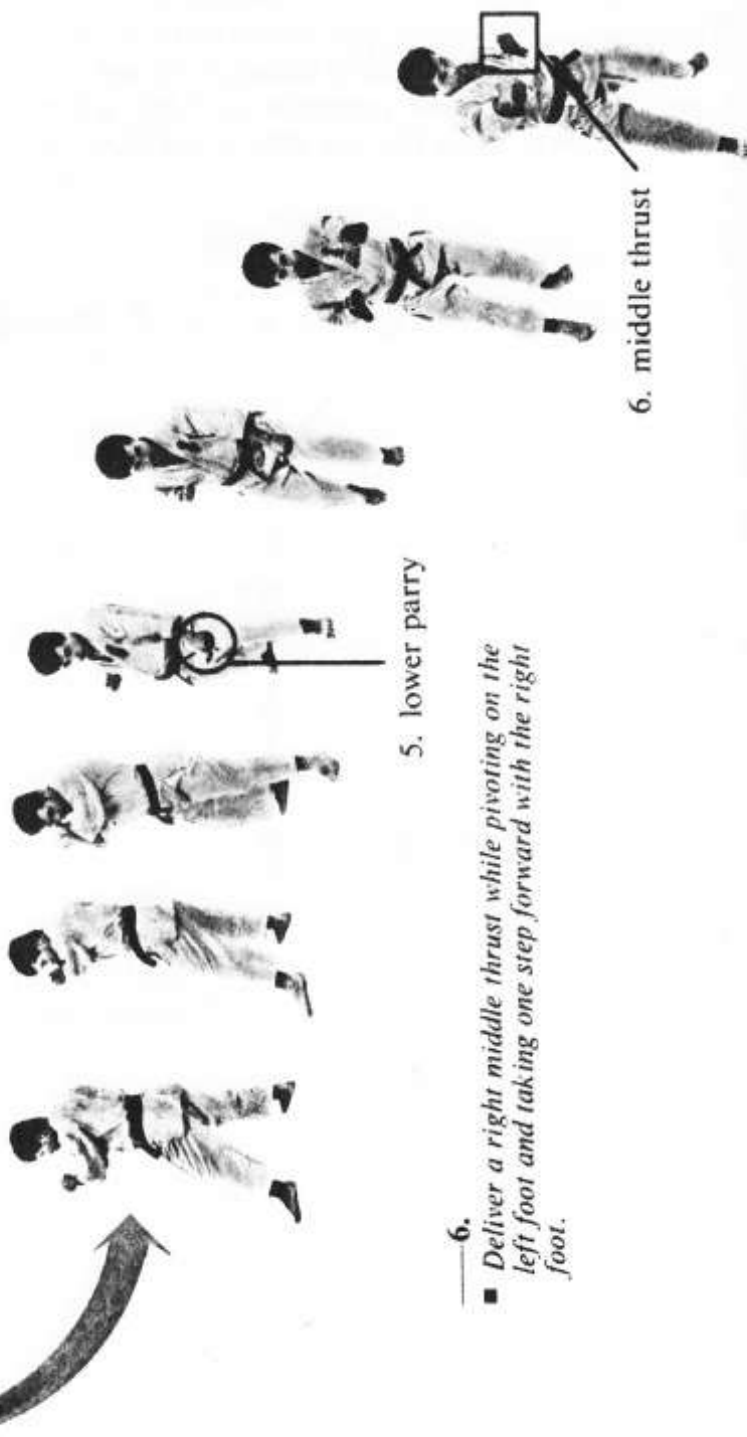 5. lower parry
6. middle thrust
6.
■ Deliver a right middle thrust while pivoting on the
left foot and taking one step forward with the right
foot.